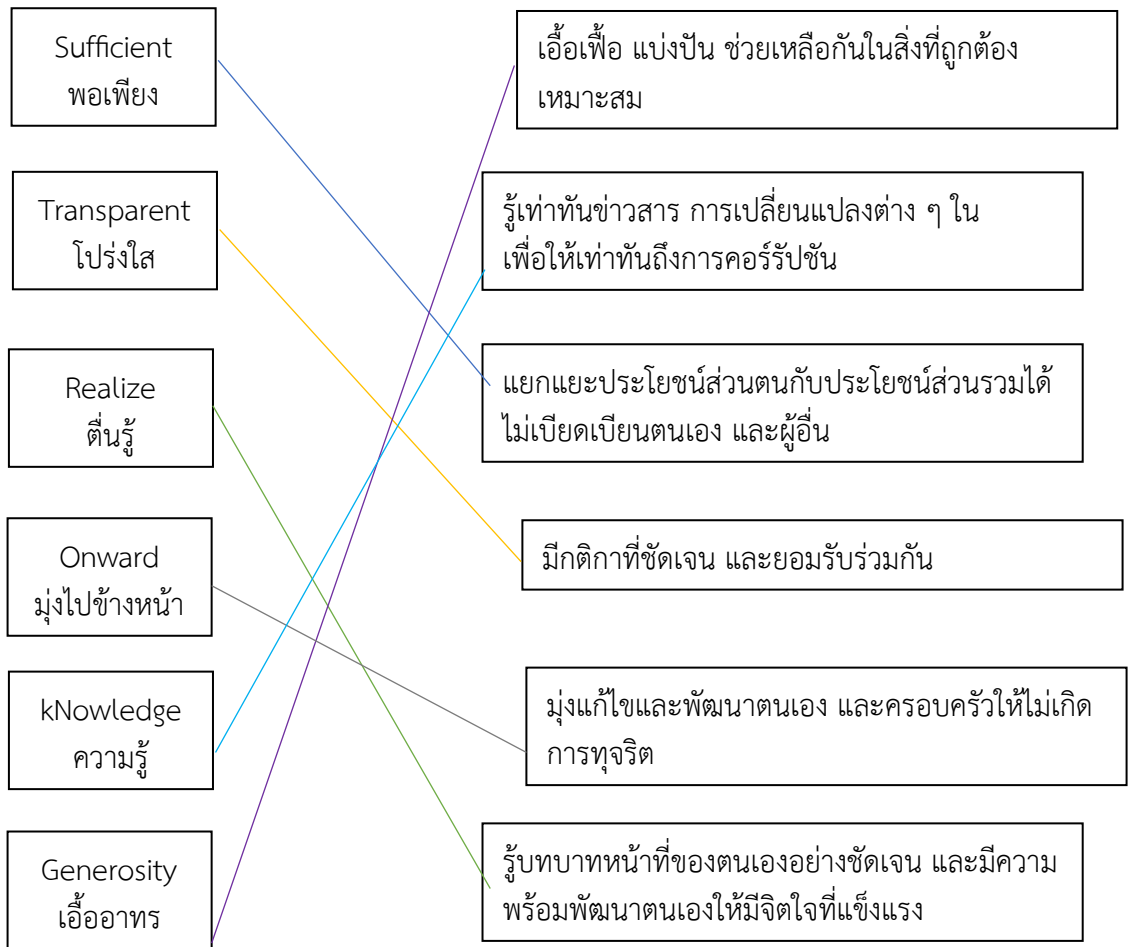 Sufficient
พอเพียง
เอื้อเฟื้อ แบ่งปัน ช่วยเหลือกันในสิ่งที่ถูกต้อง
เหมาะสม
Transparent
โปร่งใส
รู้เท่าทันข่าวสาร การเปลี่ยนแปลงต่าง ๆ ใน
เพื่อให้เท่าทันถึงการคอร์รัปชัน
Realize
ตื่นรู้
แยกแยะประโยชน์ส่วนตนกับประโยชน์ส่วนรวมได้
ไม่เบียดเบียนตนเอง และผู้อื่น
Onward
มุ่งไปข้างหน้า
มีกติกาที่ชัดเจน และยอมรับร่วมกัน
kNowledge
ความรู้
มุ่งแก้ไขและพัฒนาตนเอง และครอบครัวให้ไม่เกิด
การทุจริต
Generosity
เอื้ออาทร
รู้บทบาทหน้าที่ของตนเองอย่างชัดเจน และมีความ
พร้อมพัฒนาตนเองให้มีจิตใจที่แข็งแรง